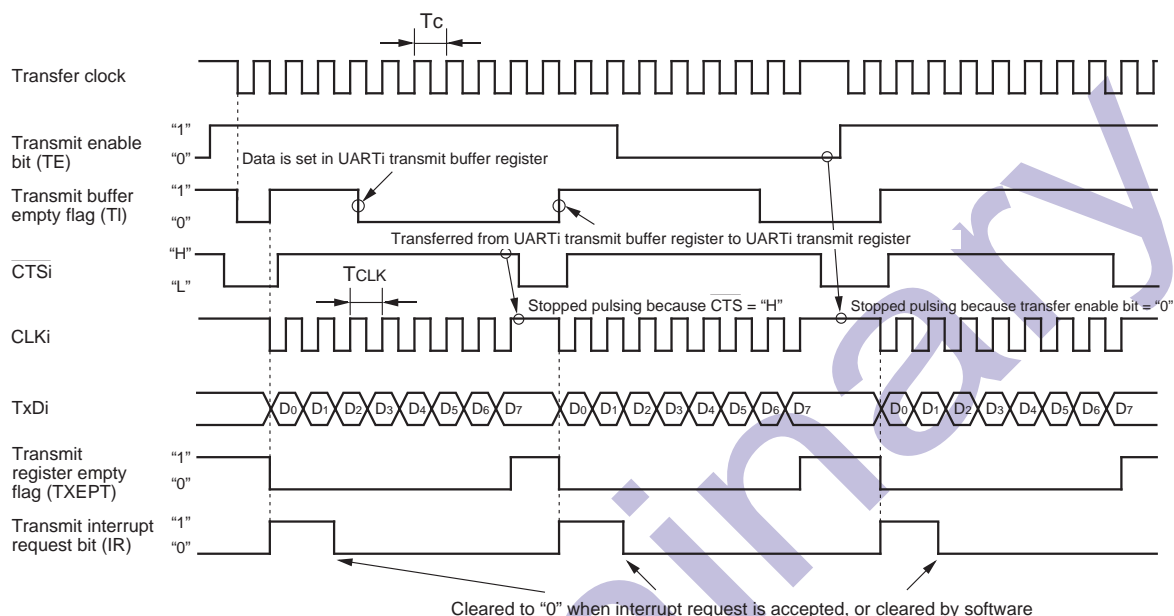 Tc
Transfer clock
Transmit enable
bit (TE)
"1"
"0"
Data is set in UARTi transmit buffer register
Transmit buffer
empty flag (TI)
"1"
"0"
Transferred from UARTi transmit buffer register to UARTi transmit register
CTSi
"H"
"L"
TCLK
Stopped pulsing because CTS = "H"
Stopped pulsing because transfer enable bit = "0"
CLKi
TxDi
D0 D1 D2 D3 D4 D5 D6 D7 D0 D1 D2 D3 D4 D5 D6 D7 D0 D1 D2 D3 D4 D5 D6 D7
Transmit
register empty
flag (TXEPT)
"1"
"0"
Transmit interrupt
request bit (IR)
"1"
"0"
Cleared to "0" when interrupt request is accepted, or cleared by software